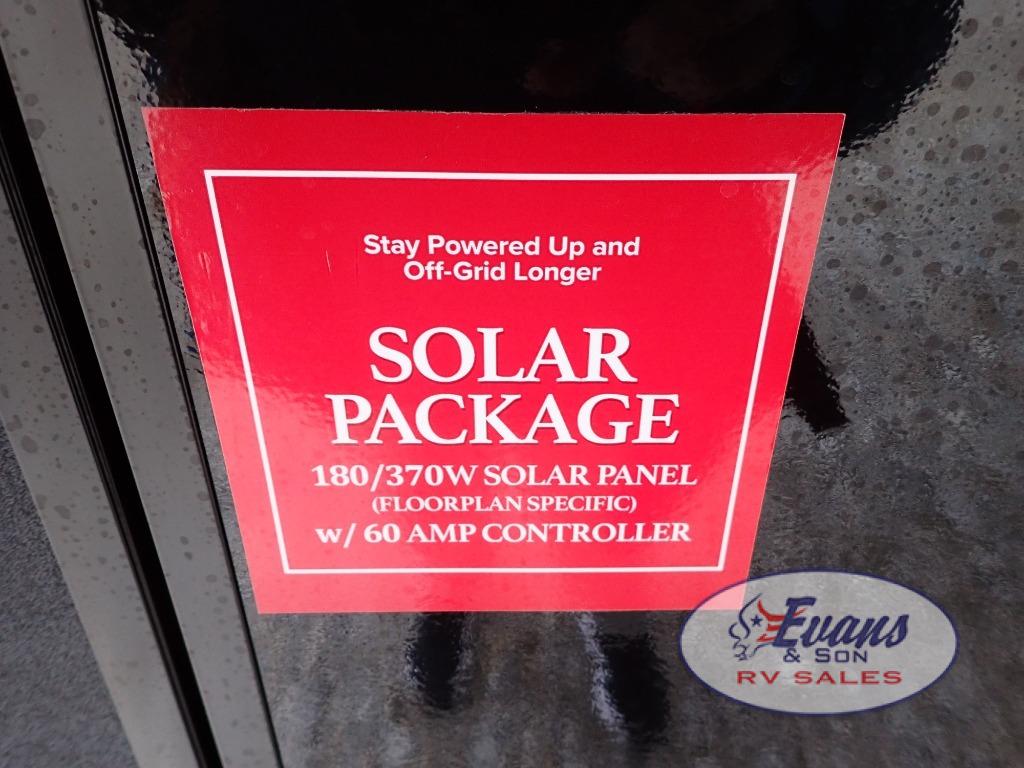 Stay Powered Up and
Off-Grid Longer
SOLAR
PACKAGE
180/370W SOLAR PANEL
(FLOORPLAN SPECIFIC)
w/ 60 AMP CONTROLLER
Evans
& SON
RV SALES